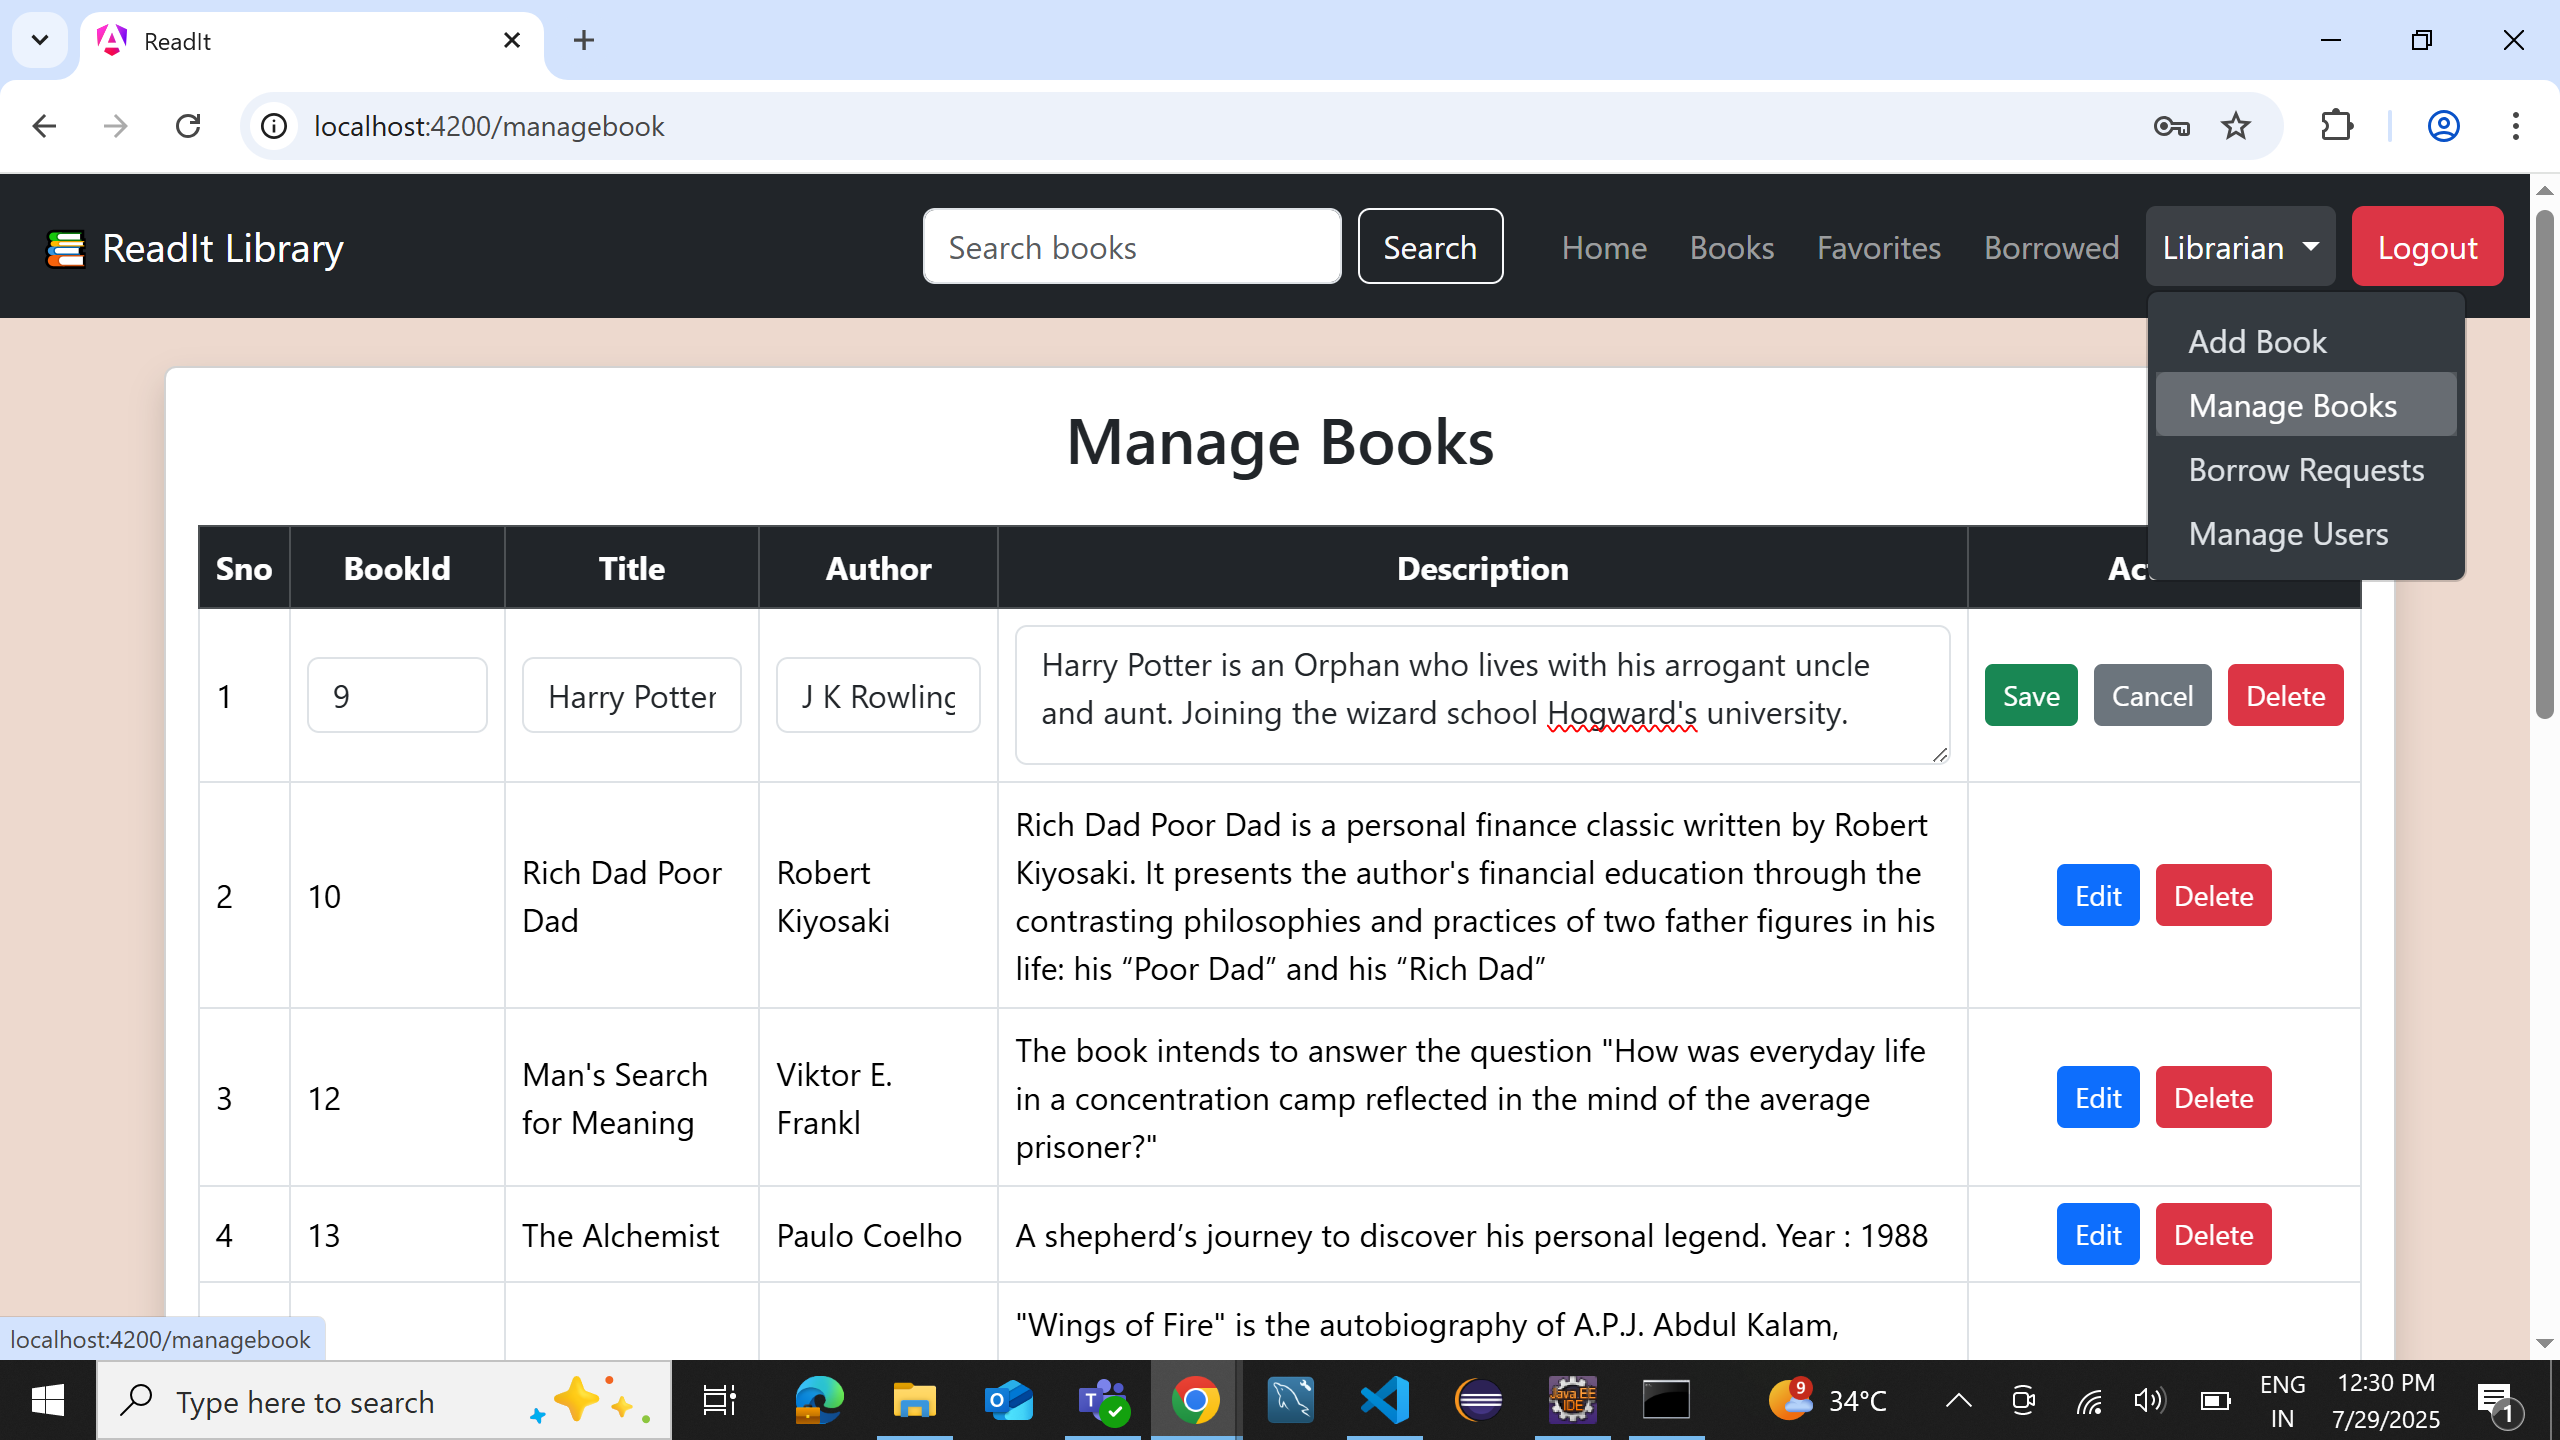 ReadIt
localhost:4200/managebook
ReadIt Library
Search books
Search
Home
Books
Favorites
Borrowed
Librarian
Logout
Add Book
Manage Books
Borrow Requests
Manage Users
Manage Books
Sno BookId Title Author Description
1
9
Harry Potter
J K Rowling
Harry Potter is an Orphan who lives with his arrogant uncle
and aunt. Joining the wizard school Hogward's university.
Save Cancel Delete
2
10
Rich Dad Poor
Dad
Robert
Kiyosaki
Rich Dad Poor Dad is a personal finance classic written by Robert
Kiyosaki. It presents the author's financial education through the
contrasting philosophies and practices of two father figures in his
life: his “Poor Dad” and his “Rich Dad”
Edit Delete
3
12
Man's Search
for Meaning
Viktor E.
Frankl
The book intends to answer the question "How was everyday life
in a concentration camp reflected in the mind of the average
prisoner?"
Edit Delete
4
13
The Alchemist
Paulo Coelho
A shepherd’s journey to discover his personal legend. Year : 1988
Edit Delete
"Wings of Fire" is the autobiography of A.P.J. Abdul Kalam,
localhost:4200/managebook
Type here to search
Java EE
IDE
9
34°C
ENG
IN
12:30 PM
7/29/2025
1